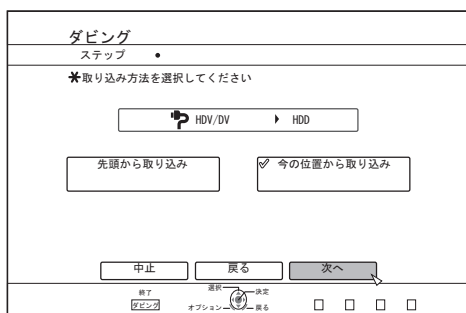 ダビング
ステップ
*取り込み方法を選択してください
HDV/DV HDD
先頭から取り込み 今の位置から取り込み
中止 戻る 次へ
終了
ダビング
選択 決定
オプション 戻る